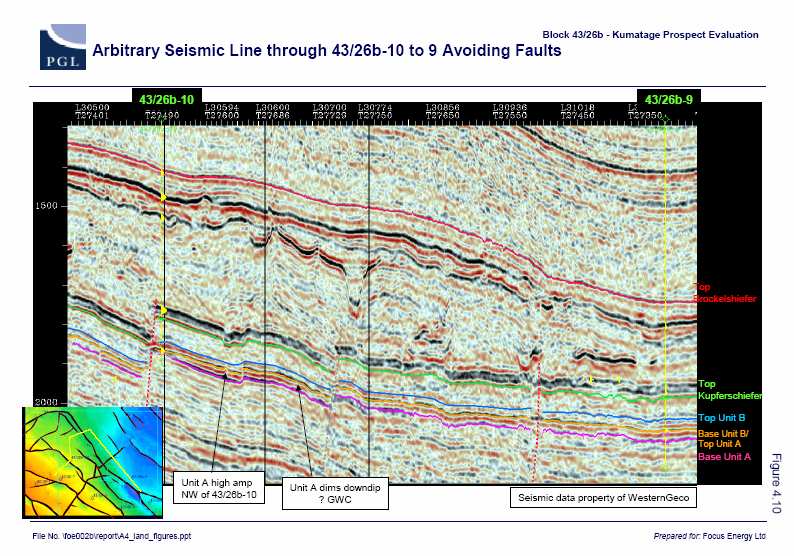 Block 43/26b - Kumatage Prospect Evaluation
PGL
Arbitrary Seismic Line through 43/26b-10 to 9 Avoiding Faults
43/26b-10
43/26b-9
L30500 L30594 L30600 L30700 L30774 L30856 L30936 L31018
T27401 T27490 T27600 T27686 T27729 T27750 T27650 T27550 T27450 T27350
1500
Top
Brockelshiefer
2000
Top
Kupferschiefer
Top Unit B
Base Unit B/
Top Unit A
Base Unit A
Unit A high amp
NW of 43/26b-10
Unit A dims downdip
? GWC
Seismic data property of WesternGeco
Figure 4.10
File No. \foe002b\report\A4_land_figures.ppt
Prepared for: Focus Energy Ltd